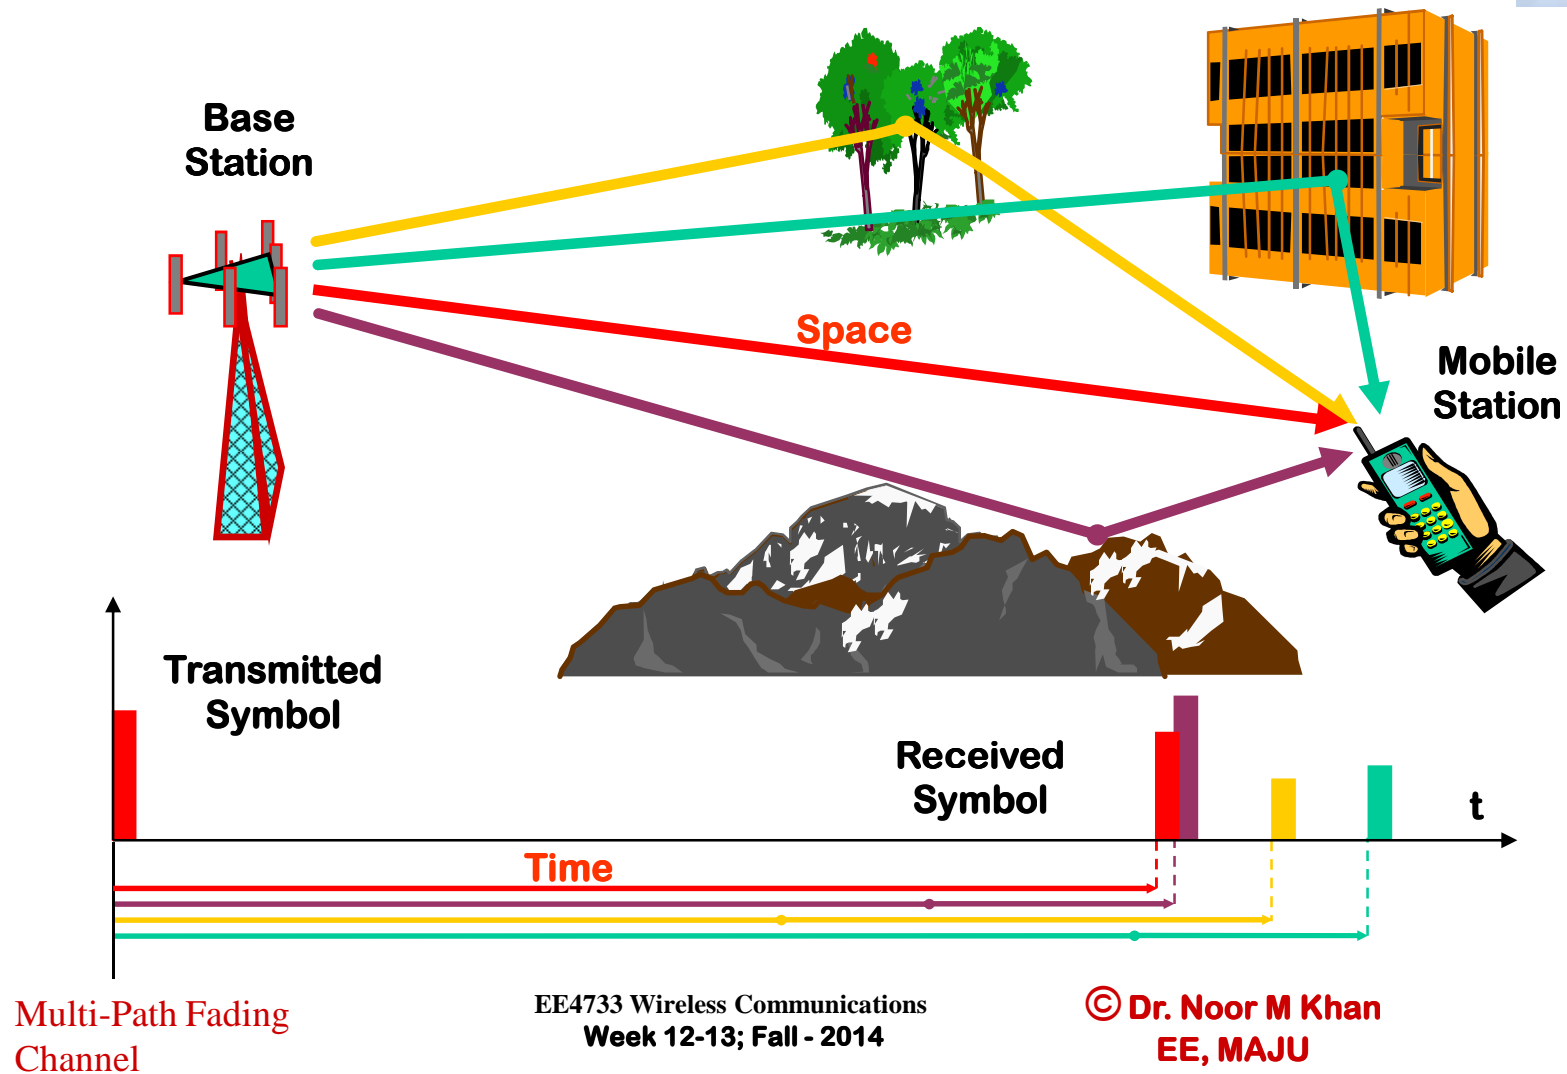 Base
Station
Space
Mobile
Station
Transmitted
Symbol
Received
Symbol
t
Time
Multi-Path Fading
Channel
EE4733 Wireless Communications
Week 12-13; Fall - 2014
© Dr. Noor M Khan
EE, MAJU